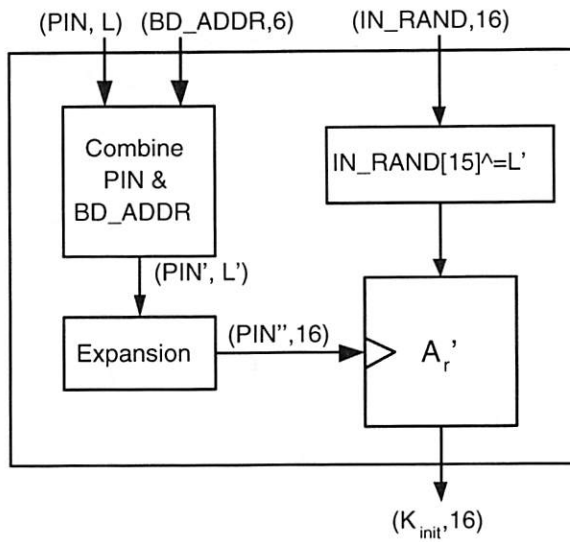 (PIN, L) (BD_ADDR,6) (IN_RAND,16)
Combine
PIN &
BD_ADDR
IN_RAND[15]^=L'
(PIN', L')
Expansion
(PIN'',16)
A_r'
(K_init,16)